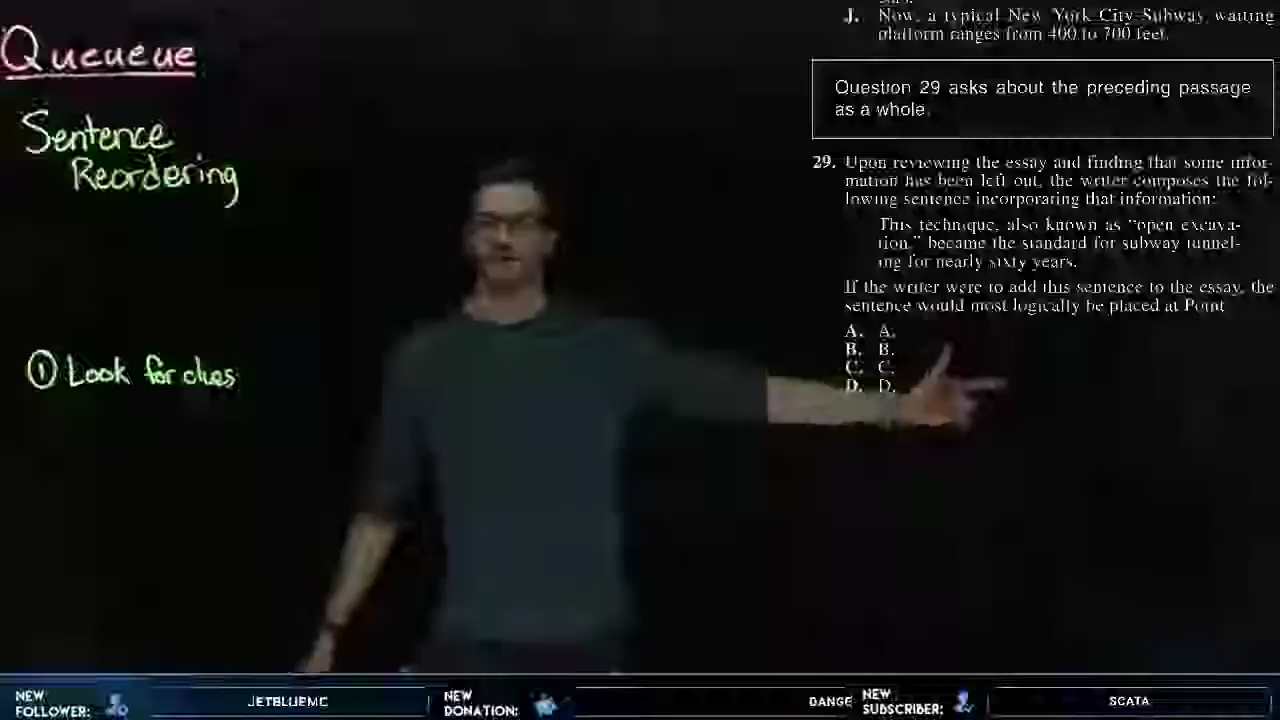 Queueue
Sentence
Reordering
① Look for clues
J. Now, a typical New York City Subway waiting
platform ranges from 400 to 700 feet.
Question 29 asks about the preceding passage
as a whole.
29. Upon reviewing the essay and finding that some infor-
mation has been left out, the writer composes the fol-
lowing sentence incorporating that information:
This technique, also known as “open excava-
tion,” became the standard for subway tunnel-
ing for nearly sixty years.
If the writer were to add this sentence to the essay, the
sentence would most logically be placed at Point
A. A.
B. B.
C. C.
D. D.
NEW
FOLLOWER:
JETBLUEMC
NEW
DONATION:
DANGE
NEW
SUBSCRIBER:
SCATA